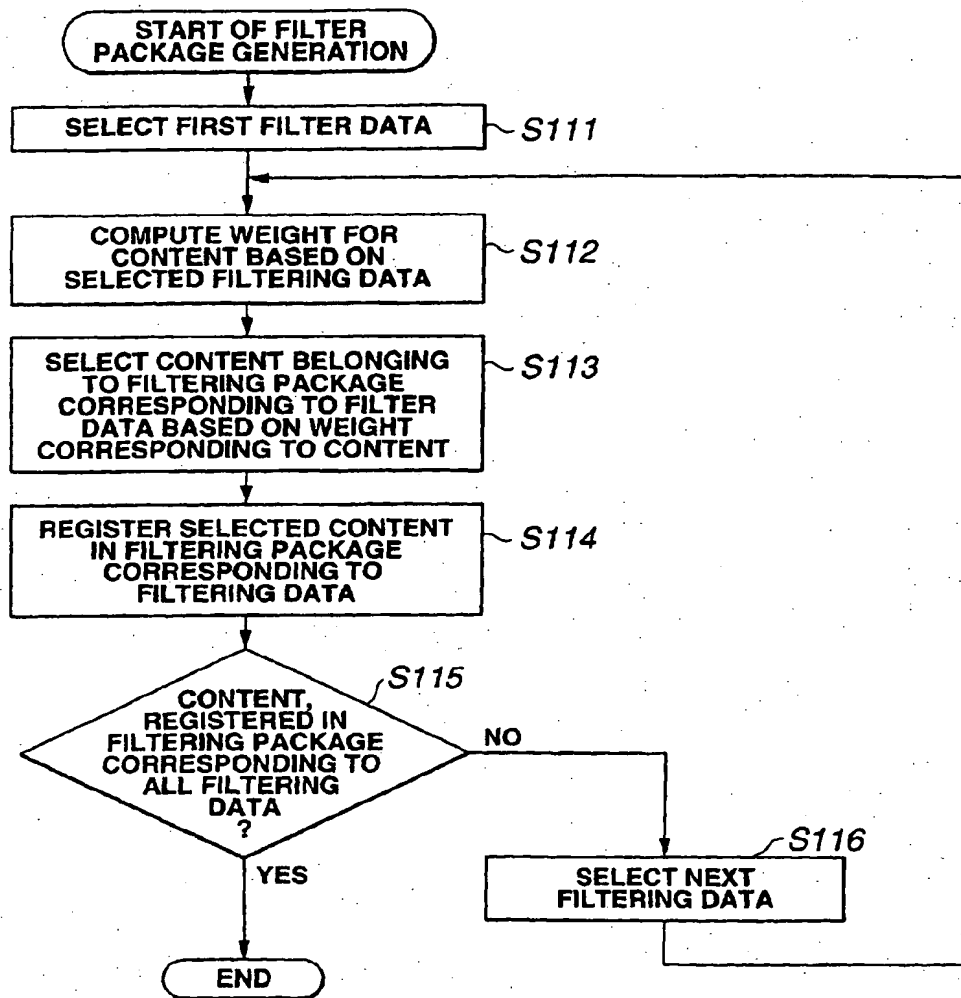 START OF FILTER
PACKAGE GENERATION
SELECT FIRST FILTER DATA
S111
COMPUTE WEIGHT FOR
CONTENT BASED ON
SELECTED FILTERING DATA
S112
SELECT CONTENT BELONGING
TO FILTERING PACKAGE
CORRESPONDING TO FILTER
DATA BASED ON WEIGHT
CORRESPONDING TO CONTENT
S113
REGISTER SELECTED CONTENT
IN FILTERING PACKAGE
CORRESPONDING TO
FILTERING DATA
S114
CONTENT,
REGISTERED IN
FILTERING PACKAGE
CORRESPONDING TO
ALL FILTERING
DATA
?
S115
NO
YES
S116
SELECT NEXT
FILTERING DATA
END